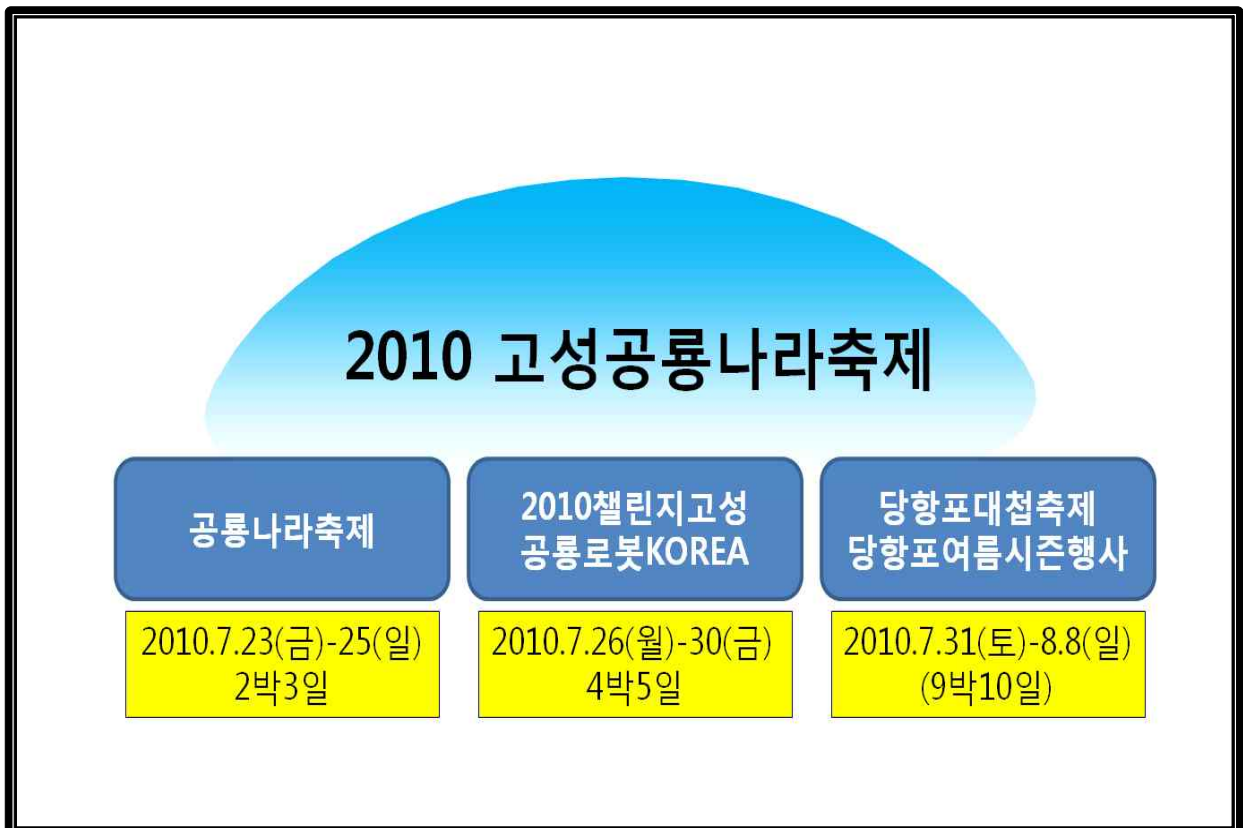 2010 고성공룡나라축제
공룡나라축제
2010챌린지고성
공룡로봇KOREA
당항포대첩축제
당항포여름시즌행사
2010.7.23(금)-25(일)
2박3일
2010.7.26(월)-30(금)
4박5일
2010.7.31(토)-8.8(일)
(9박10일)